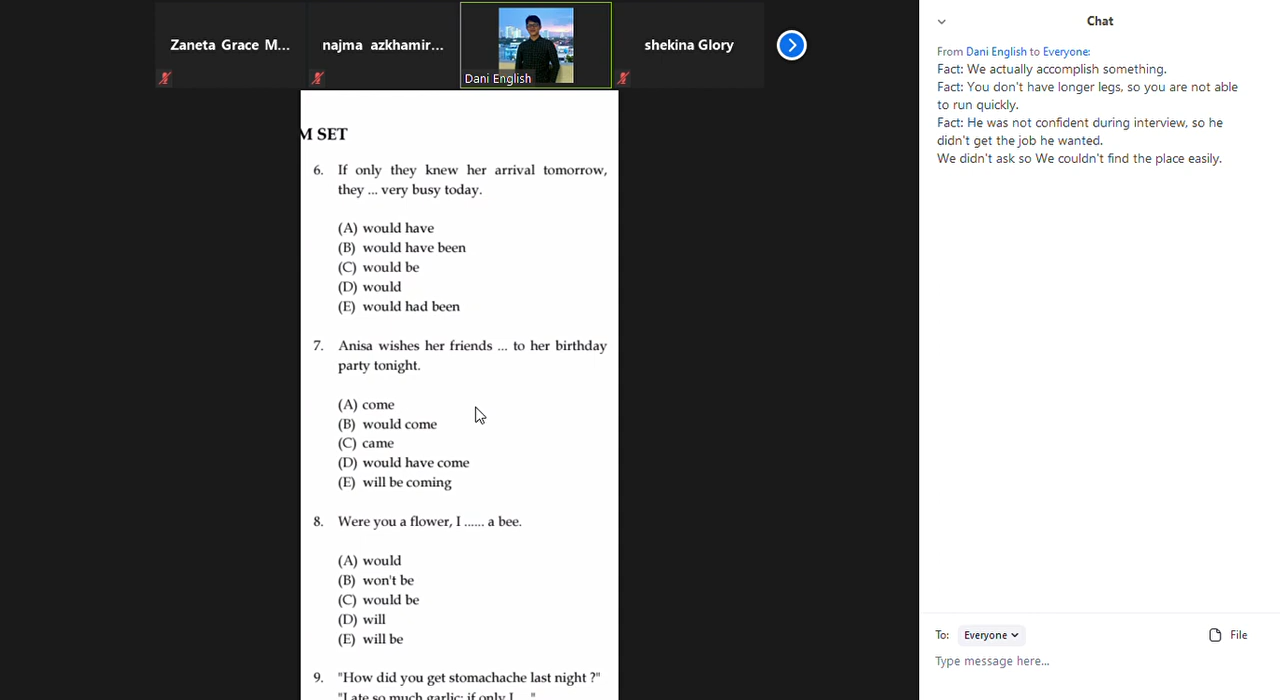 Zaneta Grace M...
najma azkhamir...
Dani English
shekina Glory
M SET
6. If only they knew her arrival tomorrow,
they ... very busy today.
(A) would have
(B) would have been
(C) would be
(D) would
(E) would had been
7. Anisa wishes her friends ... to her birthday
party tonight.
(A) come
(B) would come
(C) came
(D) would have come
(E) will be coming
8. Were you a flower, I ...... a bee.
(A) would
(B) won't be
(C) would be
(D) will
(E) will be
9. "How did you get stomachache last night ?"
"I ate so much garlic; if only I ... "
Chat
From Dani English to Everyone:
Fact: We actually accomplish something.
Fact: You don't have longer legs, so you are not able
to run quickly.
Fact: He was not confident during interview, so he
didn't get the job he wanted.
We didn't ask so We couldn't find the place easily.
To: Everyone
File
Type message here...